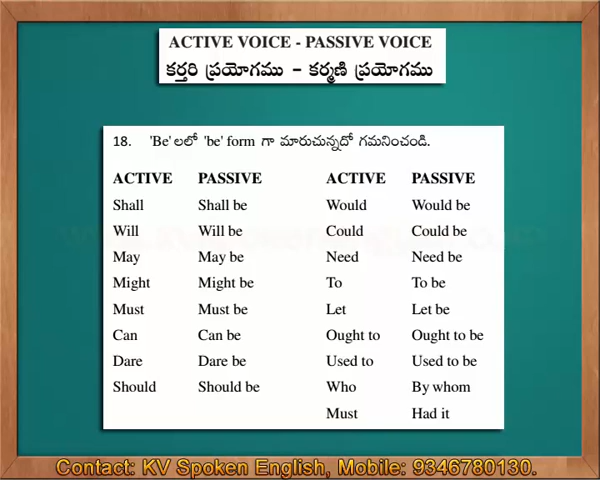 ACTIVE VOICE - PASSIVE VOICE
కర్తరి ప్రయోగము - కర్మణి ప్రయోగము
18. 'Be' లలో 'be' form గా మారుచున్నదో గమనించండి.
ACTIVE PASSIVE ACTIVE PASSIVE
Shall Shall be Would Would be
Will Will be Could Could be
May May be Need Need be
Might Might be To To be
Must Must be Let Let be
Can Can be Ought to Ought to be
Dare Dare be Used to Used to be
Should Should be Who By whom
Must Had it
Contact: KV Spoken English, Mobile: 9346780130.